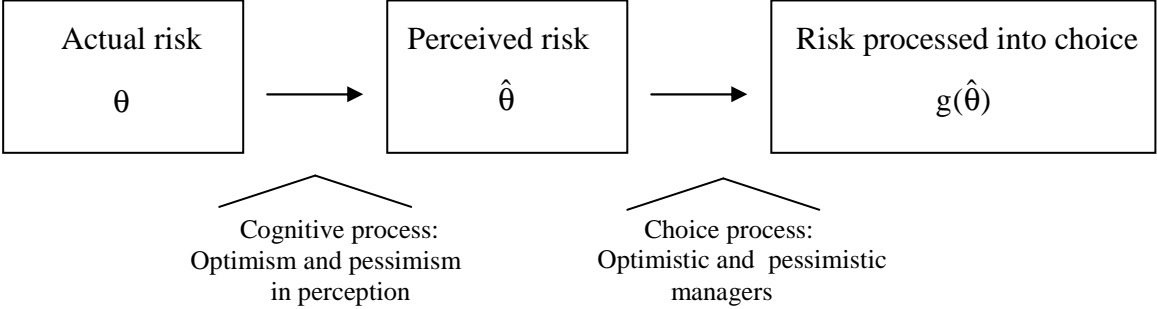 Actual risk
θ
Perceived risk
θ̂
Risk processed into choice
g(θ̂)
Cognitive process:
Optimism and pessimism
in perception
Choice process:
Optimistic and pessimistic
managers